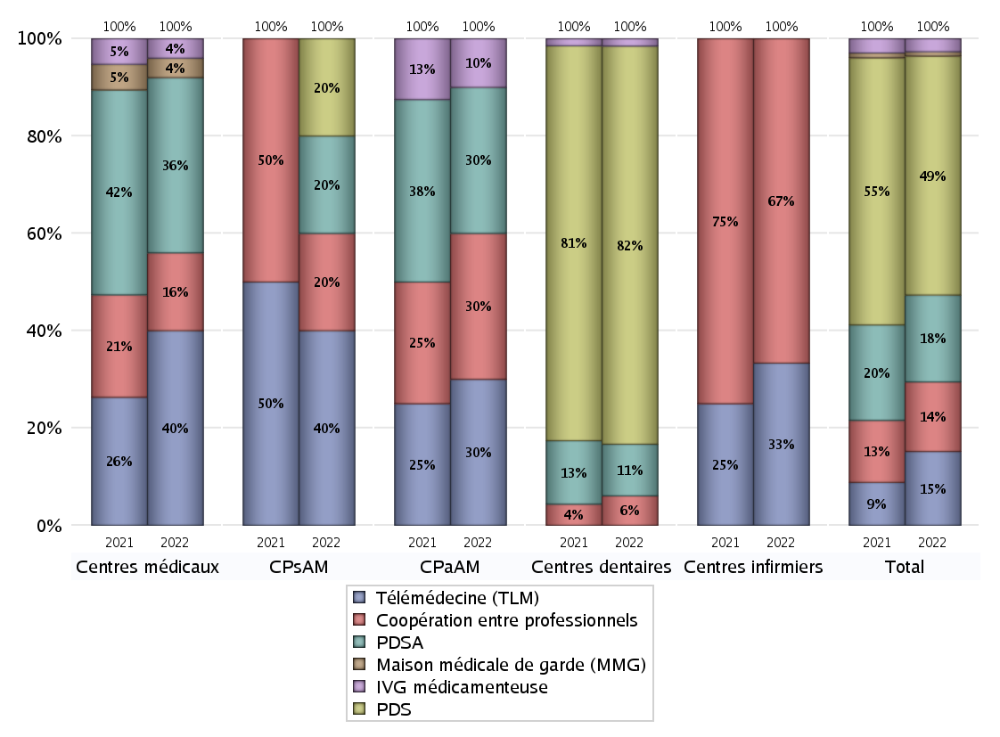 100% 100% 100% 100% 100% 100% 100% 100% 100% 100% 100% 100%
100%
80%
60%
40%
20%
0%
5% 5% 42% 21% 26%
4% 4% 36% 16% 40%
50% 50%
20% 20% 20% 40%
13% 38% 25% 25%
10% 30% 30% 30%
81% 13% 4%
82% 11% 6%
75% 25%
67% 33%
55% 20% 13% 9%
49% 18% 14% 15%
2021 2022 2021 2022 2021 2022 2021 2022 2021 2022 2021 2022
Centres médicaux CPsAM CPaAM Centres dentaires Centres infirmiers Total
Télémédecine (TLM)
Coopération entre professionnels
PDSA
Maison médicale de garde (MMG)
IVG médicamenteuse
PDS